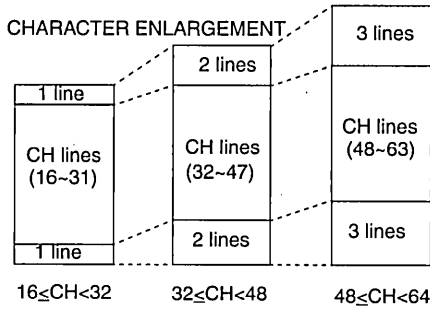 CHARACTER ENLARGEMENT
1 line
CH lines
(16~31)
1 line
16≤CH<32
2 lines
CH lines
(32~47)
2 lines
32≤CH<48
3 lines
CH lines
(48~63)
3 lines
48≤CH<64